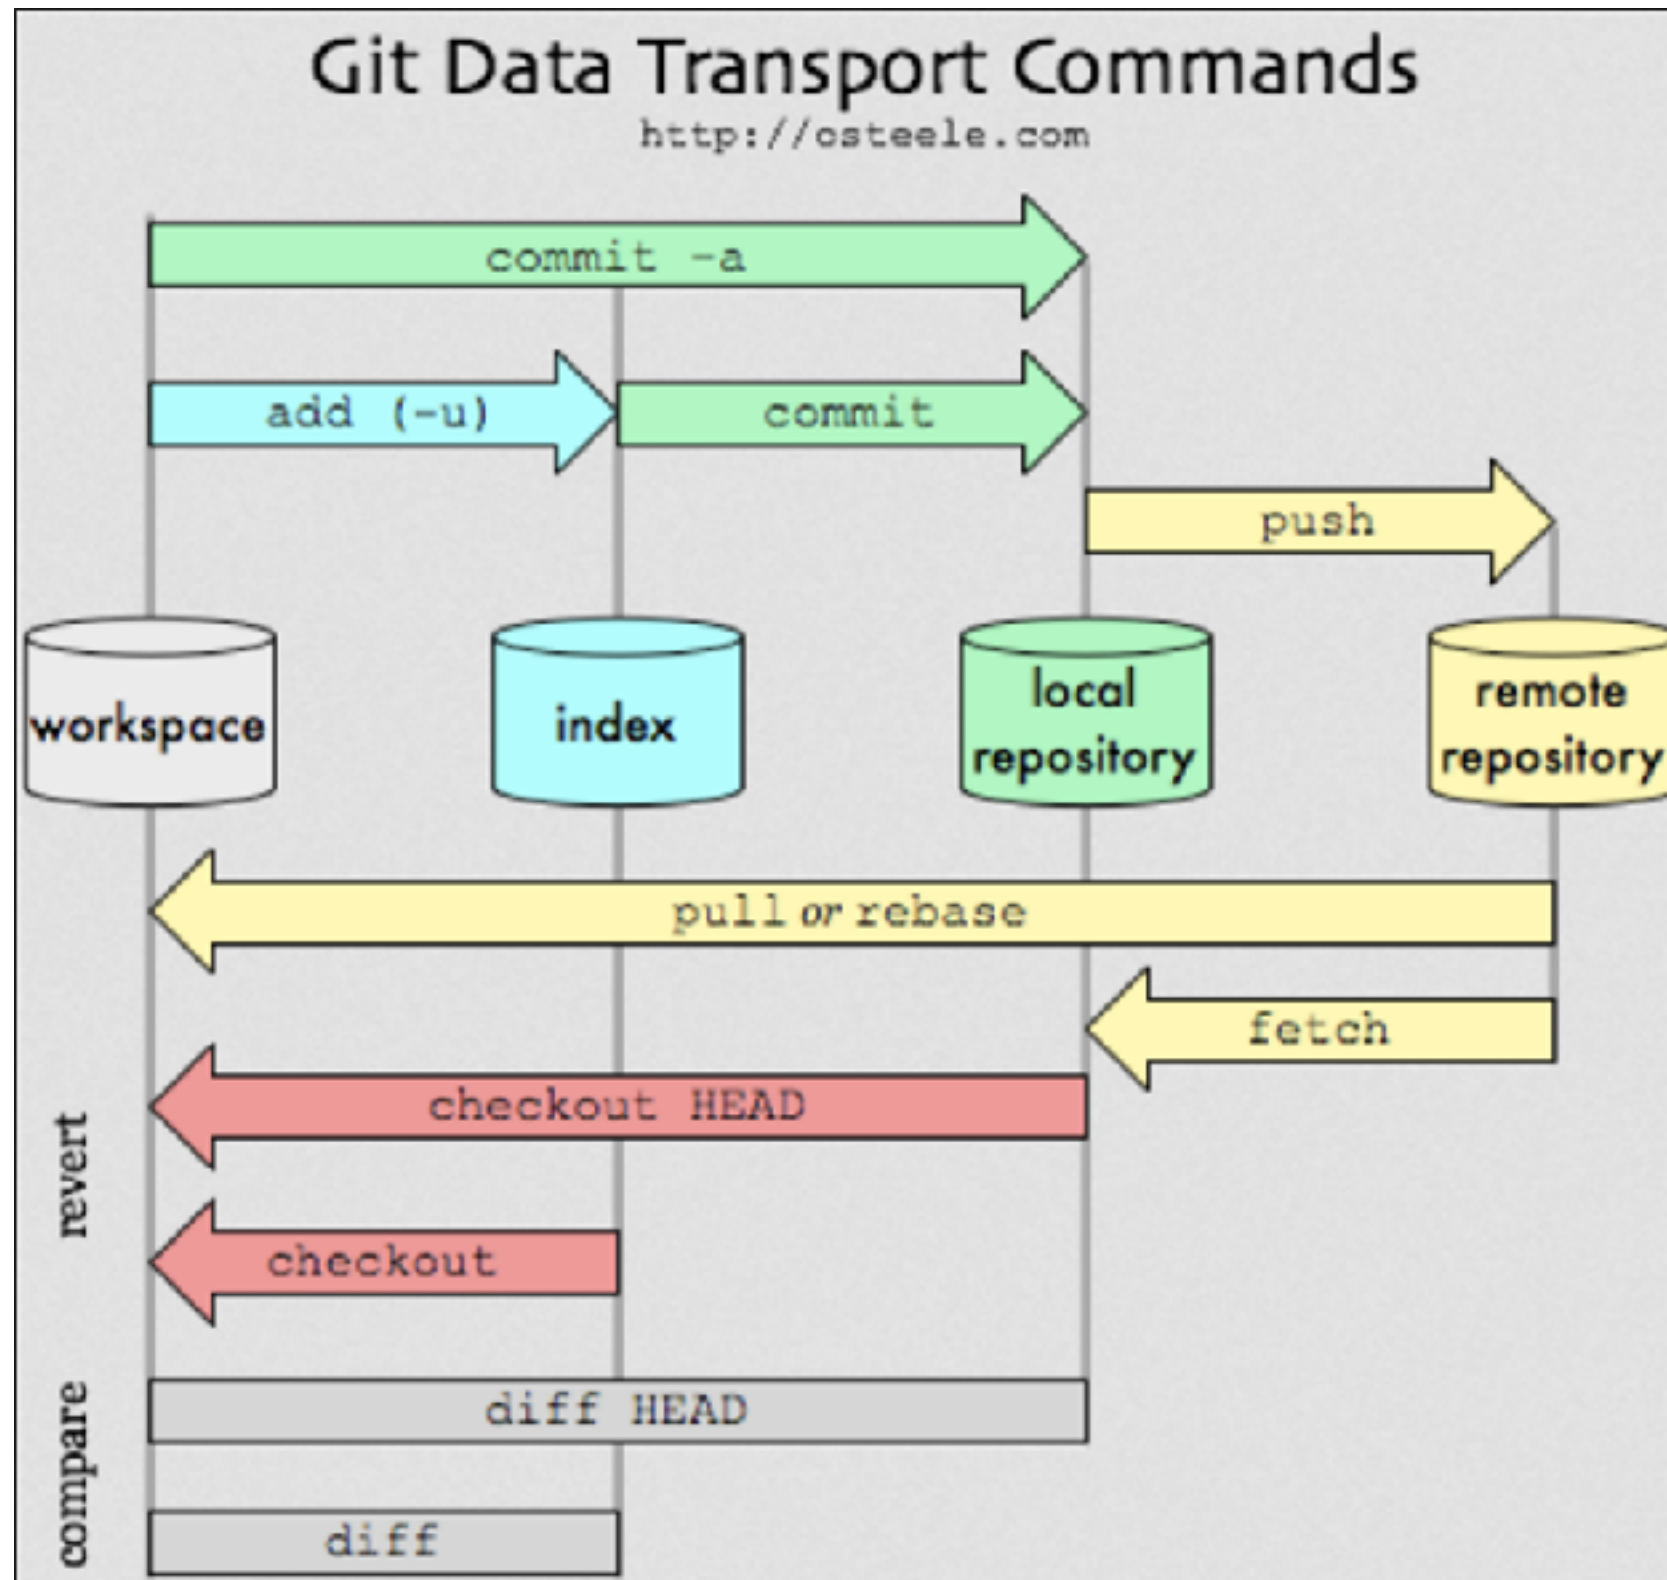 Git Data Transport Commands
http://osteele.com
commit -a
add (-u)
commit
push
workspace
index
local
repository
remote
repository
pull or rebase
fetch
revert
checkout HEAD
checkout
compare
diff HEAD
diff